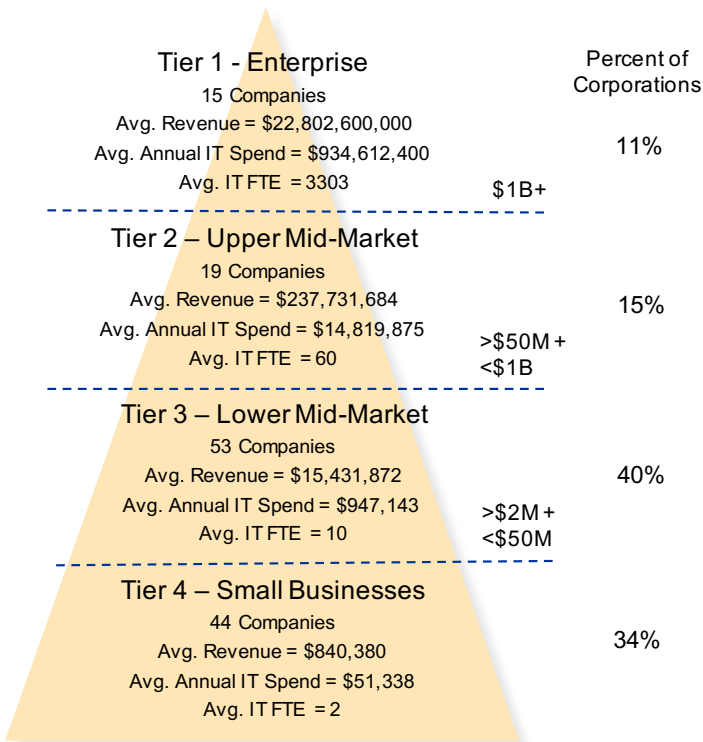 Tier 1 - Enterprise
15 Companies
Avg. Revenue = $22,802,600,000
Avg. Annual IT Spend = $934,612,400
Avg. IT FTE = 3303
$1B+
Percent of
Corporations
11%
Tier 2 – Upper Mid-Market
19 Companies
Avg. Revenue = $237,731,684
Avg. Annual IT Spend = $14,819,875
Avg. IT FTE = 60
>$50M +
<$1B
15%
Tier 3 – Lower Mid-Market
53 Companies
Avg. Revenue = $15,431,872
Avg. Annual IT Spend = $947,143
Avg. IT FTE = 10
>$2M +
<$50M
40%
Tier 4 – Small Businesses
44 Companies
Avg. Revenue = $840,380
Avg. Annual IT Spend = $51,338
Avg. IT FTE = 2
34%